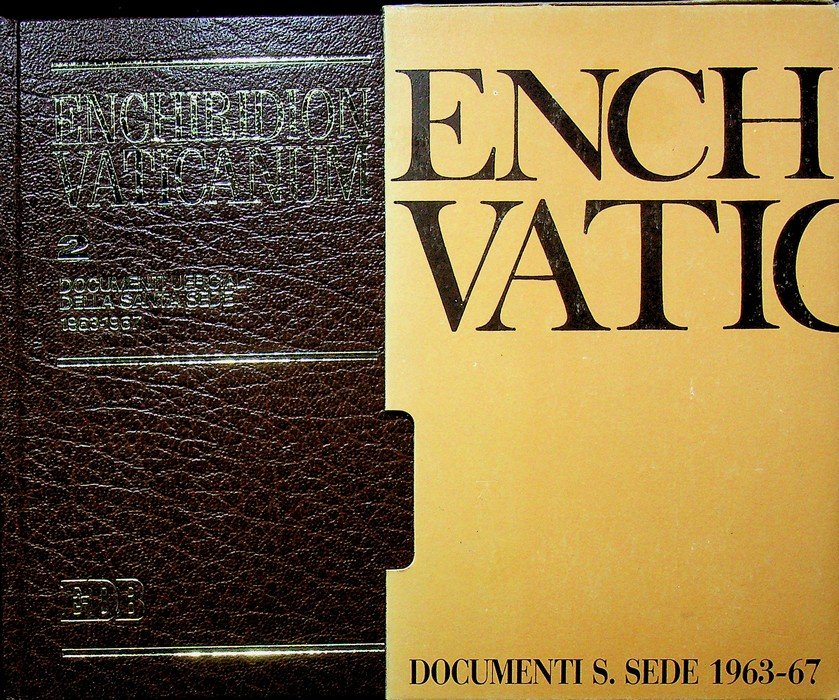 ENCHIRIDION
VATICANUM
2
DOCUMENTI UFFICIALI
DELLA SANTA SEDE
1963-1967
EDB
ENCH
VATIC
DOCUMENTI S. SEDE 1963-67